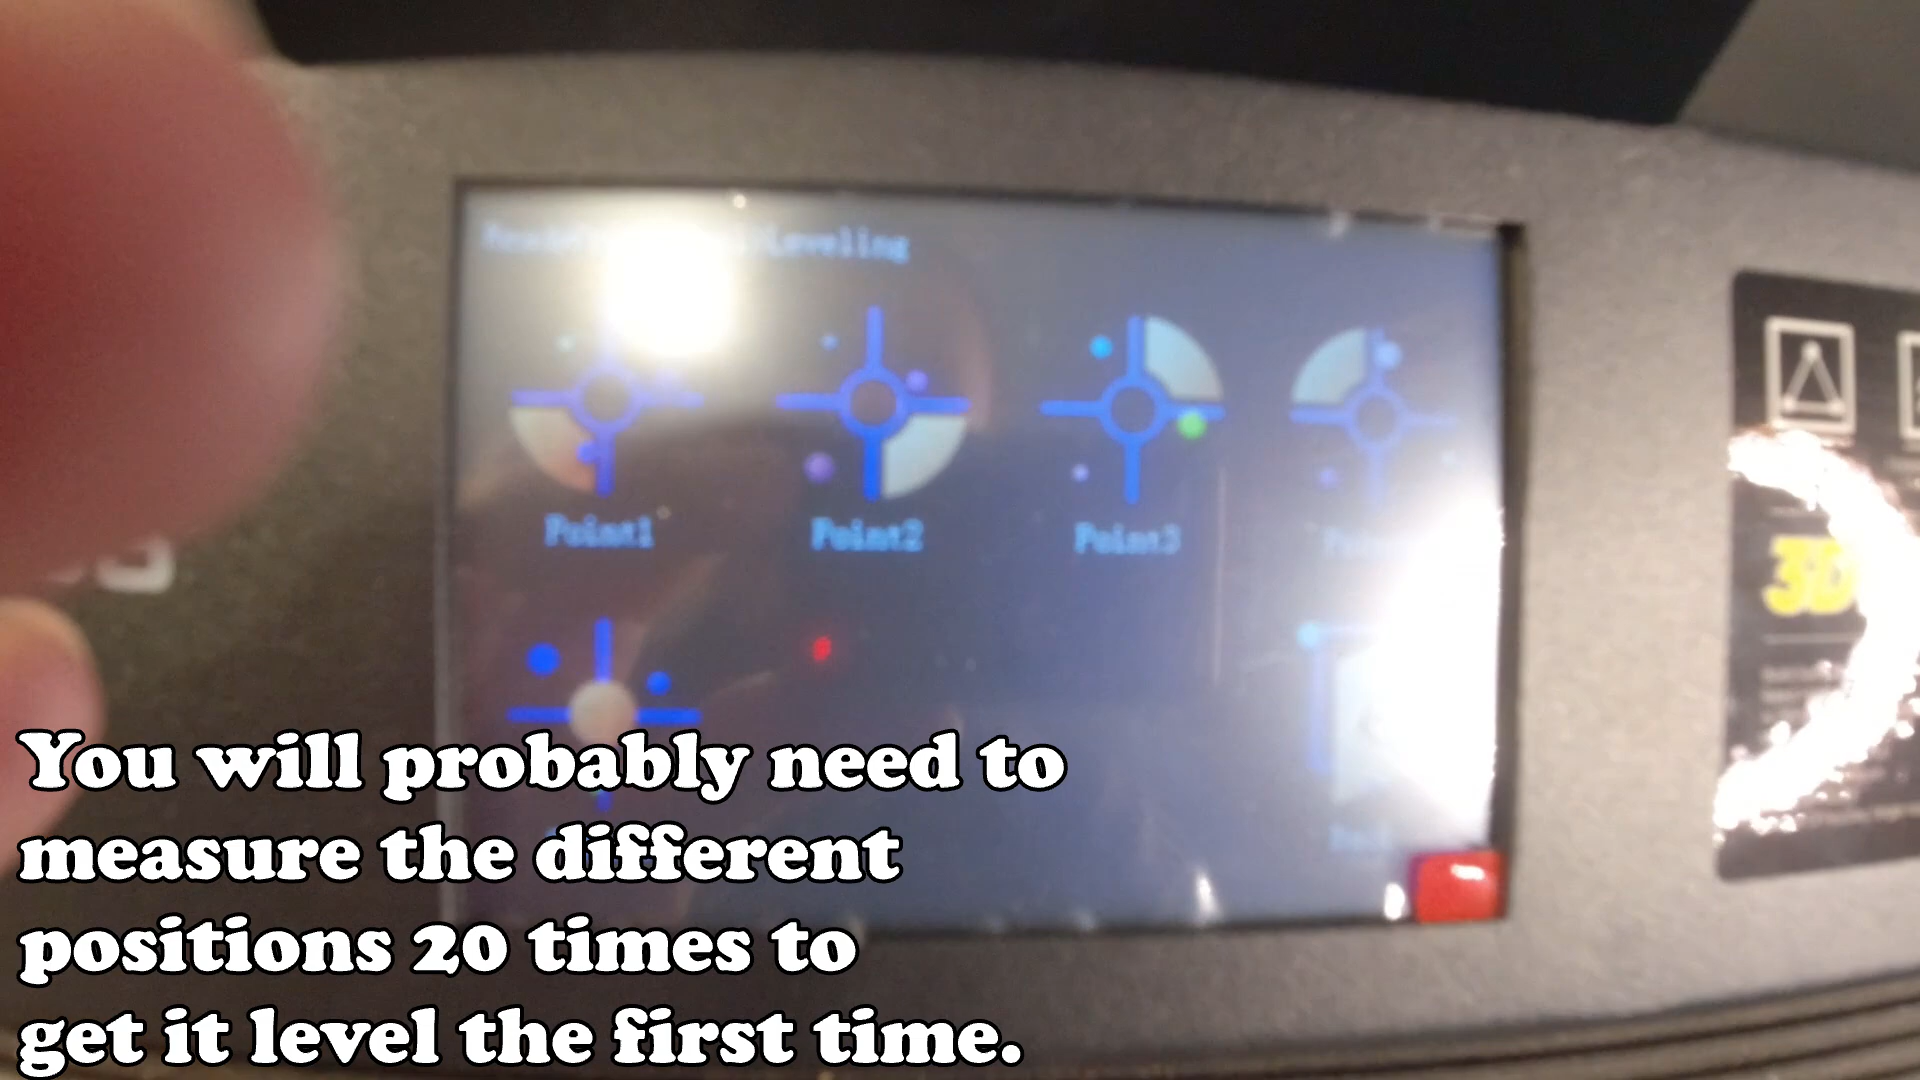 Leveling
Point1
Point2
Point3
3D
You will probably need to
measure the different
positions 20 times to
get it level the first time.